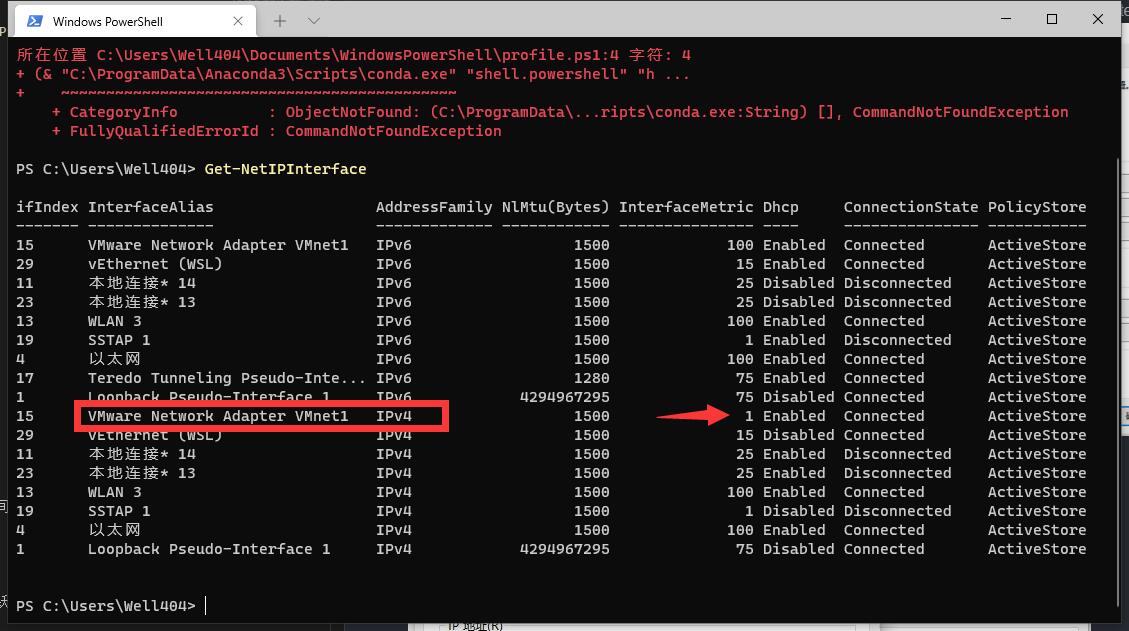 Windows PowerShell
所在位置 C:\Users\Well404\Documents\WindowsPowerShell\profile.ps1:4 字符: 4
+ (& "C:\ProgramData\Anaconda3\Scripts\conda.exe" "shell.powershell" "h ...
+    ~~~~~~~~~~~~~~~~~~~~~~~~~~~~~~~~~~~~~~~~~~~~
    + CategoryInfo          : ObjectNotFound: (C:\ProgramData\...ripts\conda.exe:String) [], CommandNotFoundException
    + FullyQualifiedErrorId : CommandNotFoundException
PS C:\Users\Well404> Get-NetIPInterface
ifIndex InterfaceAlias                  AddressFamily NlMtu(Bytes) InterfaceMetric Dhcp     ConnectionState PolicyStore
------- --------------                  ------------- ------------ --------------- ----     --------------- -----------
15      VMware Network Adapter VMnet1   IPv6                  1500             100 Enabled  Connected       ActiveStore
29      vEthernet (WSL)                 IPv6                  1500              15 Enabled  Connected       ActiveStore
11      本地连接* 14                    IPv6                  1500              25 Disabled Disconnected    ActiveStore
23      本地连接* 13                    IPv6                  1500              25 Disabled Disconnected    ActiveStore
13      WLAN 3                          IPv6                  1500             100 Enabled  Connected       ActiveStore
19      SSTAP 1                         IPv6                  1500               1 Enabled  Disconnected    ActiveStore
4       以太网                          IPv6                  1500             100 Enabled  Connected       ActiveStore
17      Teredo Tunneling Pseudo-Inte... IPv6                  1280              75 Enabled  Connected       ActiveStore
1       Loopback Pseudo-Interface 1     IPv6            4294967295              75 Disabled Connected       ActiveStore
15      VMware Network Adapter VMnet1   IPv4                  1500               1 Enabled  Connected       ActiveStore
29      vEthernet (WSL)                 IPv4                  1500              15 Disabled Connected       ActiveStore
11      本地连接* 14                    IPv4                  1500              25 Enabled  Disconnected    ActiveStore
23      本地连接* 13                    IPv4                  1500              25 Enabled  Disconnected    ActiveStore
13      WLAN 3                          IPv4                  1500             100 Enabled  Connected       ActiveStore
19      SSTAP 1                         IPv4                  1500               1 Disabled Disconnected    ActiveStore
4       以太网                          IPv4                  1500             100 Enabled  Connected       ActiveStore
1       Loopback Pseudo-Interface 1     IPv4            4294967295              75 Disabled Connected       ActiveStore
PS C:\Users\Well404>
IP 地址(R)